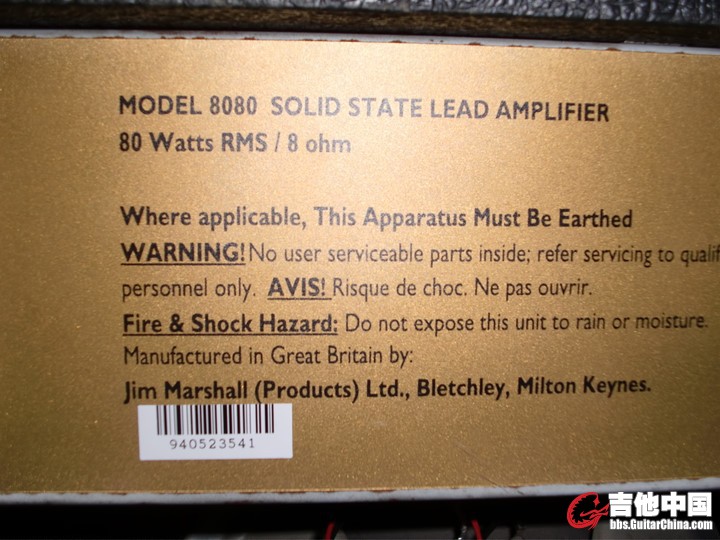 MODEL 8080 SOLID STATE LEAD AMPLIFIER
80 Watts RMS / 8 ohm
Where applicable, This Apparatus Must Be Earthed
WARNING! No user serviceable parts inside; refer servicing to qualif
personnel only. AVIS! Risque de choc. Ne pas ouvrir.
Fire & Shock Hazard: Do not expose this unit to rain or moisture.
Manufactured in Great Britain by:
Jim Marshall (Products) Ltd., Bletchley, Milton Keynes.
940523541
吉他中国
bbs.GuitarChina.com